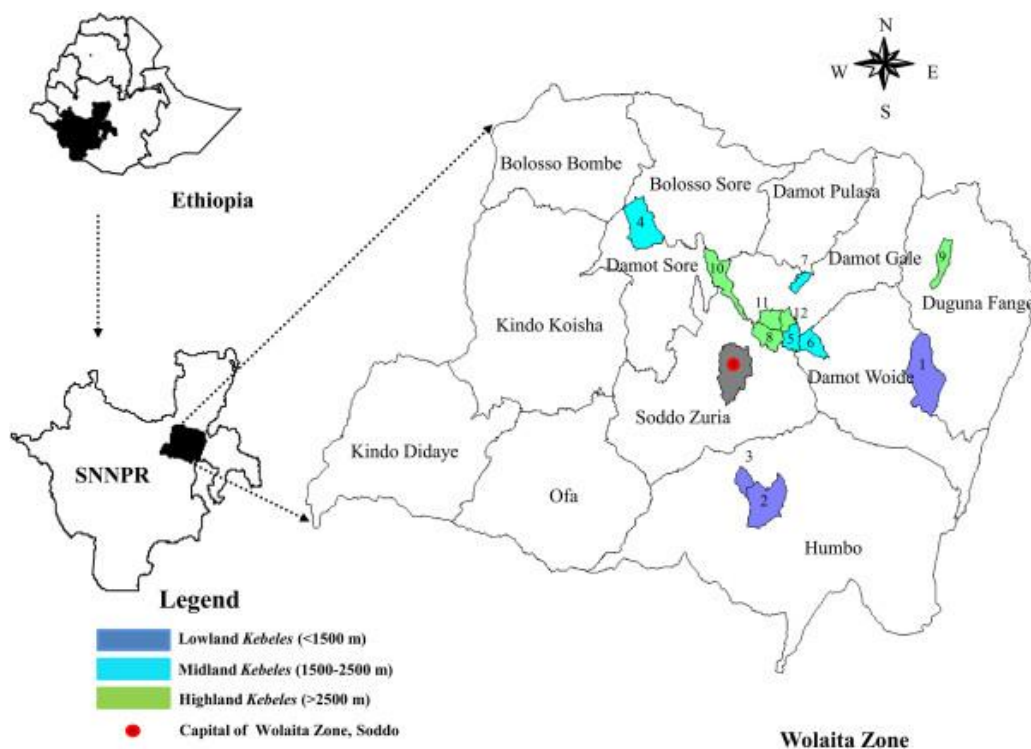 N
W E
S
Ethiopia
Bolosso Bombe
Bolosso Sore
Damot Pulasa
4
Damot Sore
10
7
Damot Gale
9
Duguna Fange
Kindo Koisha
11
12
8
5
6
Damot Woide
1
Soddo Zuria
SNNPR
Kindo Didaye
Ofa
3
2
Humbo
Legend
Lowland Kebeles (<1500 m)
Midland Kebeles (1500-2500 m)
Highland Kebeles (>2500 m)
Capital of Wolaita Zone, Soddo
Wolaita Zone